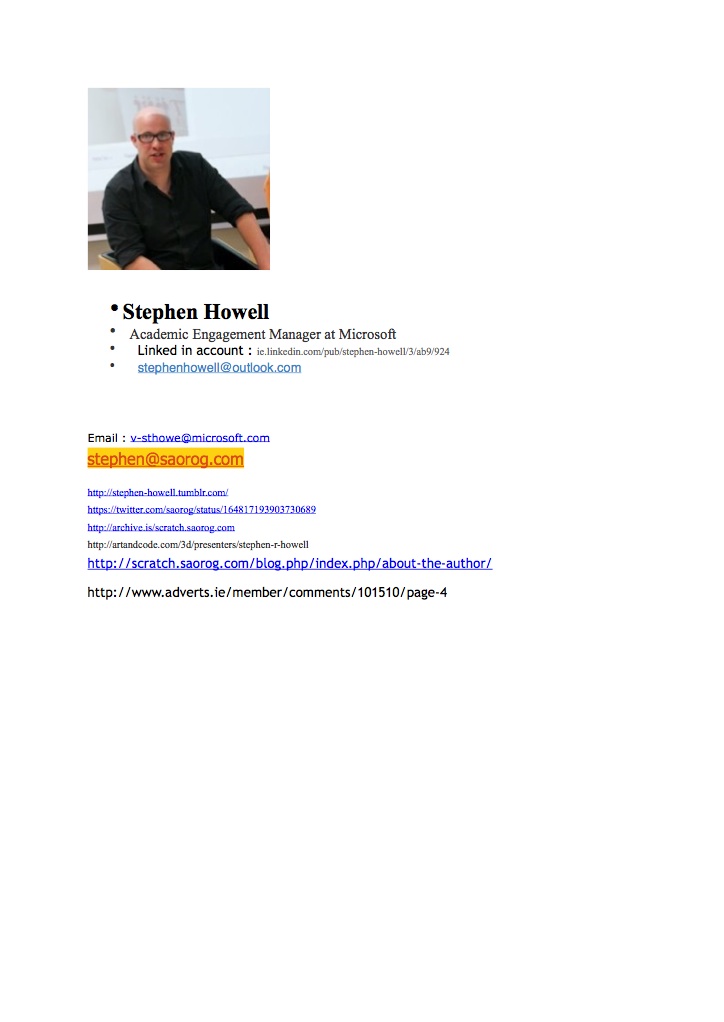 • Stephen Howell
• Academic Engagement Manager at Microsoft
• Linked in account : ie.linkedin.com/pub/stephen-howell/3/ab9/924
• stephenhowell@outlook.com
Email : v-sthowe@microsoft.com
stephen@saorog.com
http://stephen-howell.tumblr.com/
https://twitter.com/saorog/status/164817193903730689
http://archive.is/scratch.saorog.com
http://artandcode.com/3d/presenters/stephen-r-howell
http://scratch.saorog.com/blog.php/index.php/about-the-author/
http://www.adverts.ie/member/comments/101510/page-4